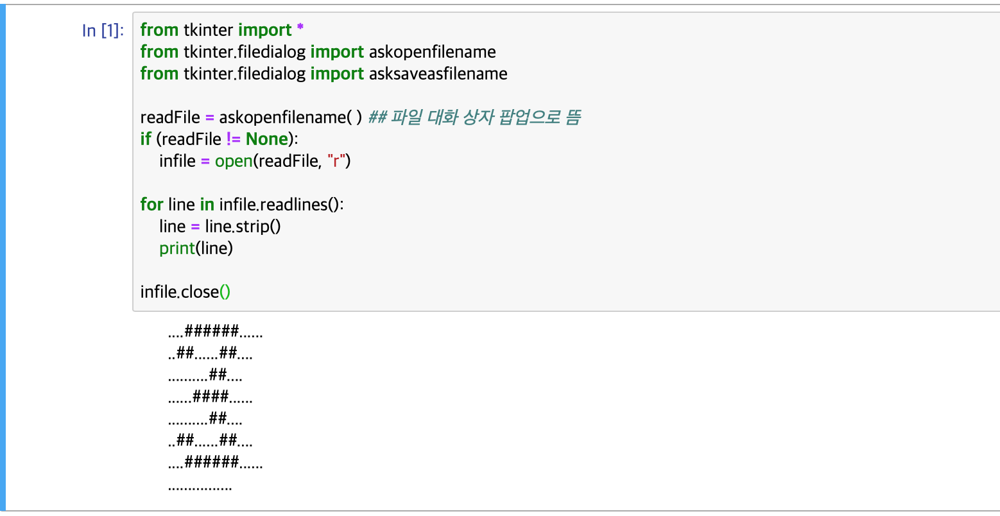 In [1]:
from tkinter import *
from tkinter.filedialog import askopenfilename
from tkinter.filedialog import asksaveasfilename
readFile = askopenfilename( ) ## 파일 대화 상자 팝업으로 뜸
if (readFile != None):
    infile = open(readFile, "r")
for line in infile.readlines():
    line = line.strip()
    print(line)
infile.close()
....######......
..##......##....
..........##....
......####......
..........##....
..##......##....
....######......
................